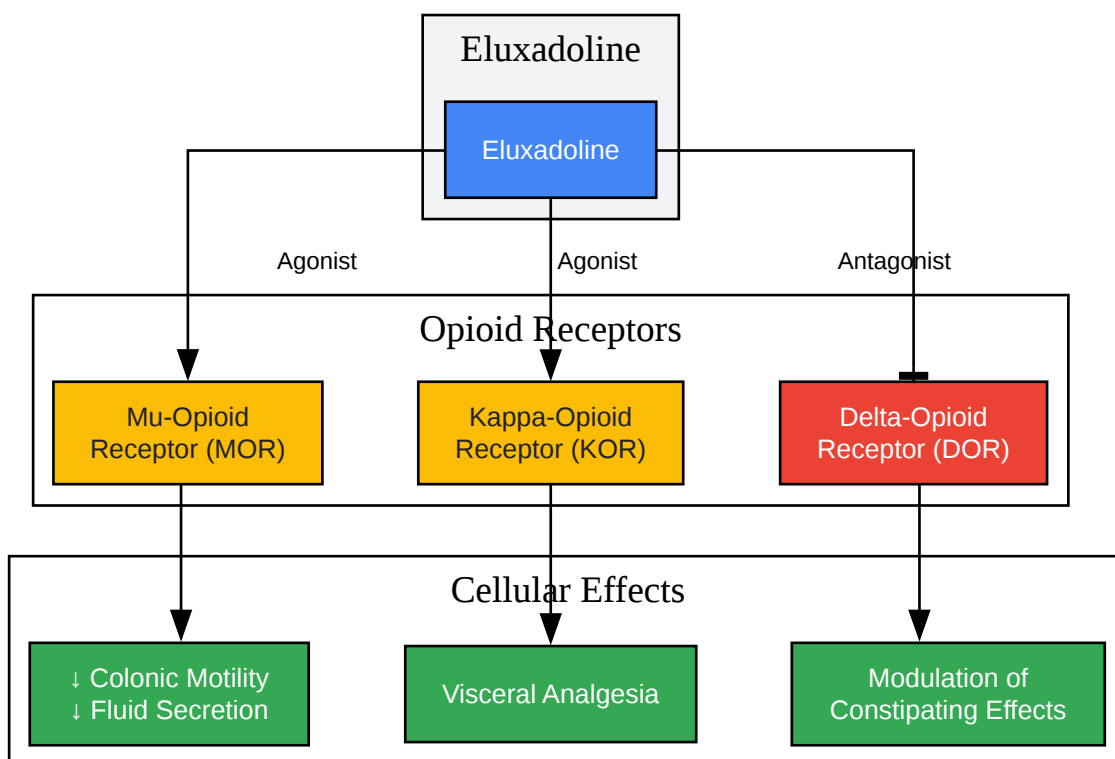 Eluxadoline
Eluxadoline
Agonist
Agonist
Antagonist
Opioid Receptors
Mu-Opioid
Receptor (MOR)
Kappa-Opioid
Receptor (KOR)
Delta-Opioid
Receptor (DOR)
Cellular Effects
↓ Colonic Motility
↓ Fluid Secretion
Visceral Analgesia
Modulation of
Constipating Effects